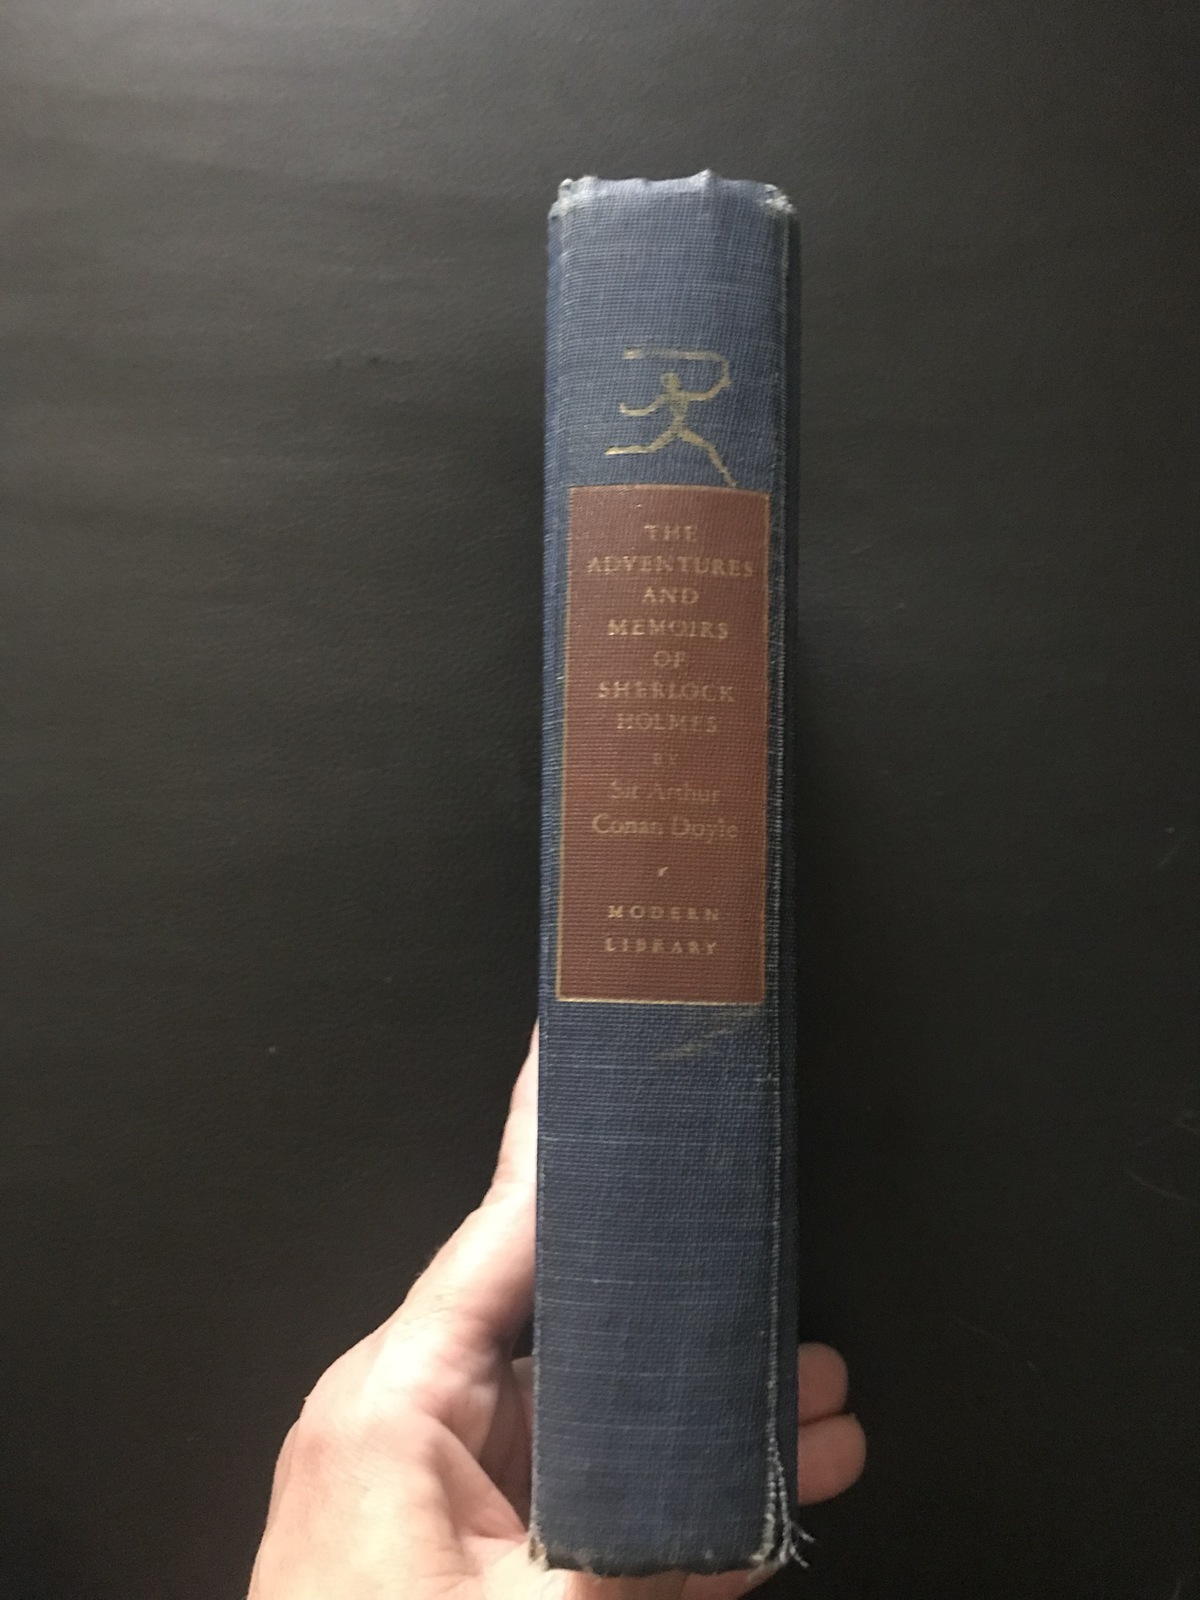 THE
ADVENTURES
AND
MEMOIRS
OF
SHERLOCK
HOLMES
BY
Sir Arthur
Conan Doyle
MODERN
LIBRARY